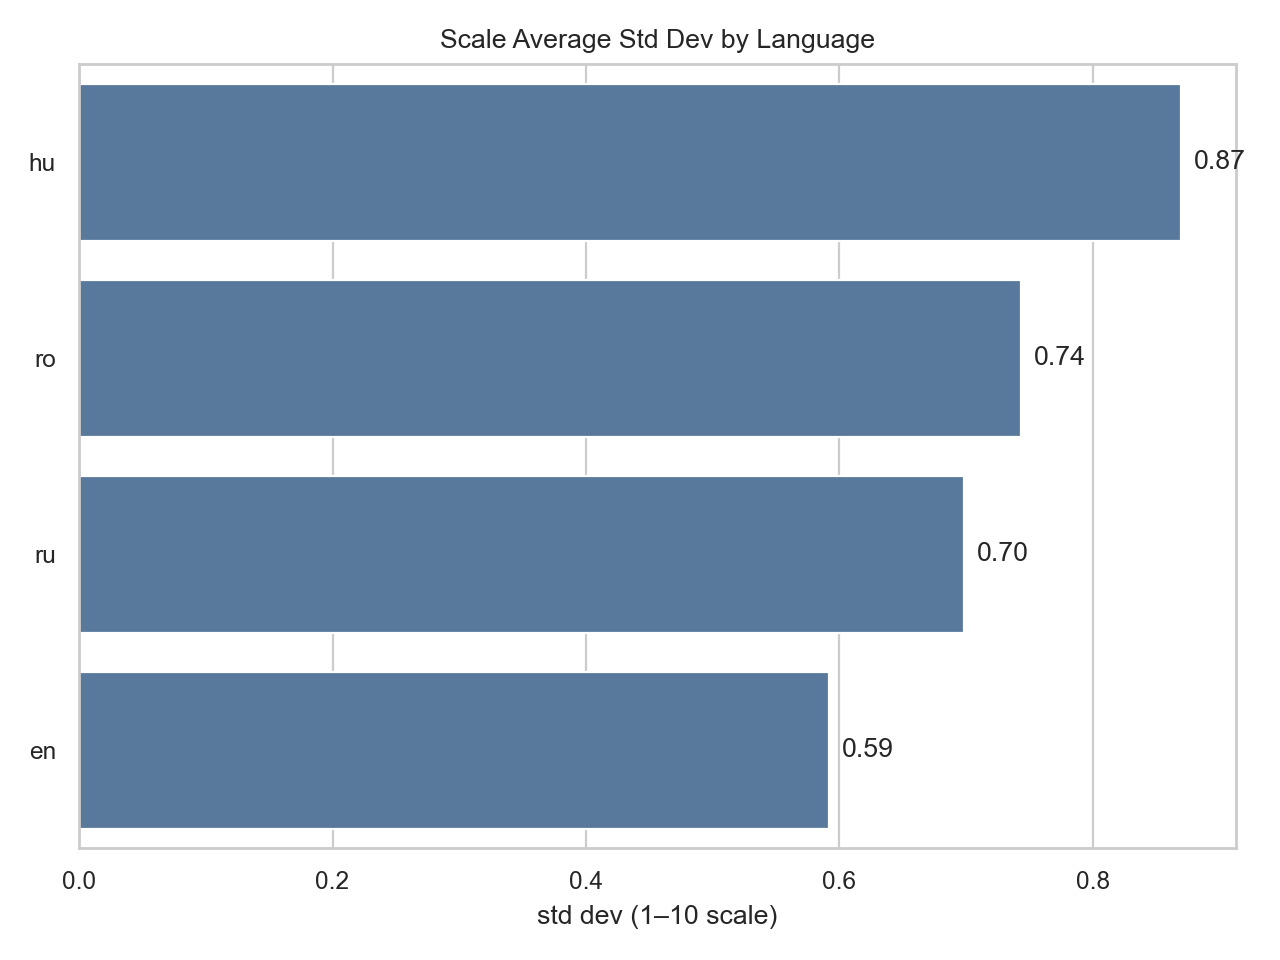 Scale Average Std Dev by Language
hu
0.87
ro
0.74
ru
0.70
en
0.59
0.0 0.2 0.4 0.6 0.8
std dev (1–10 scale)